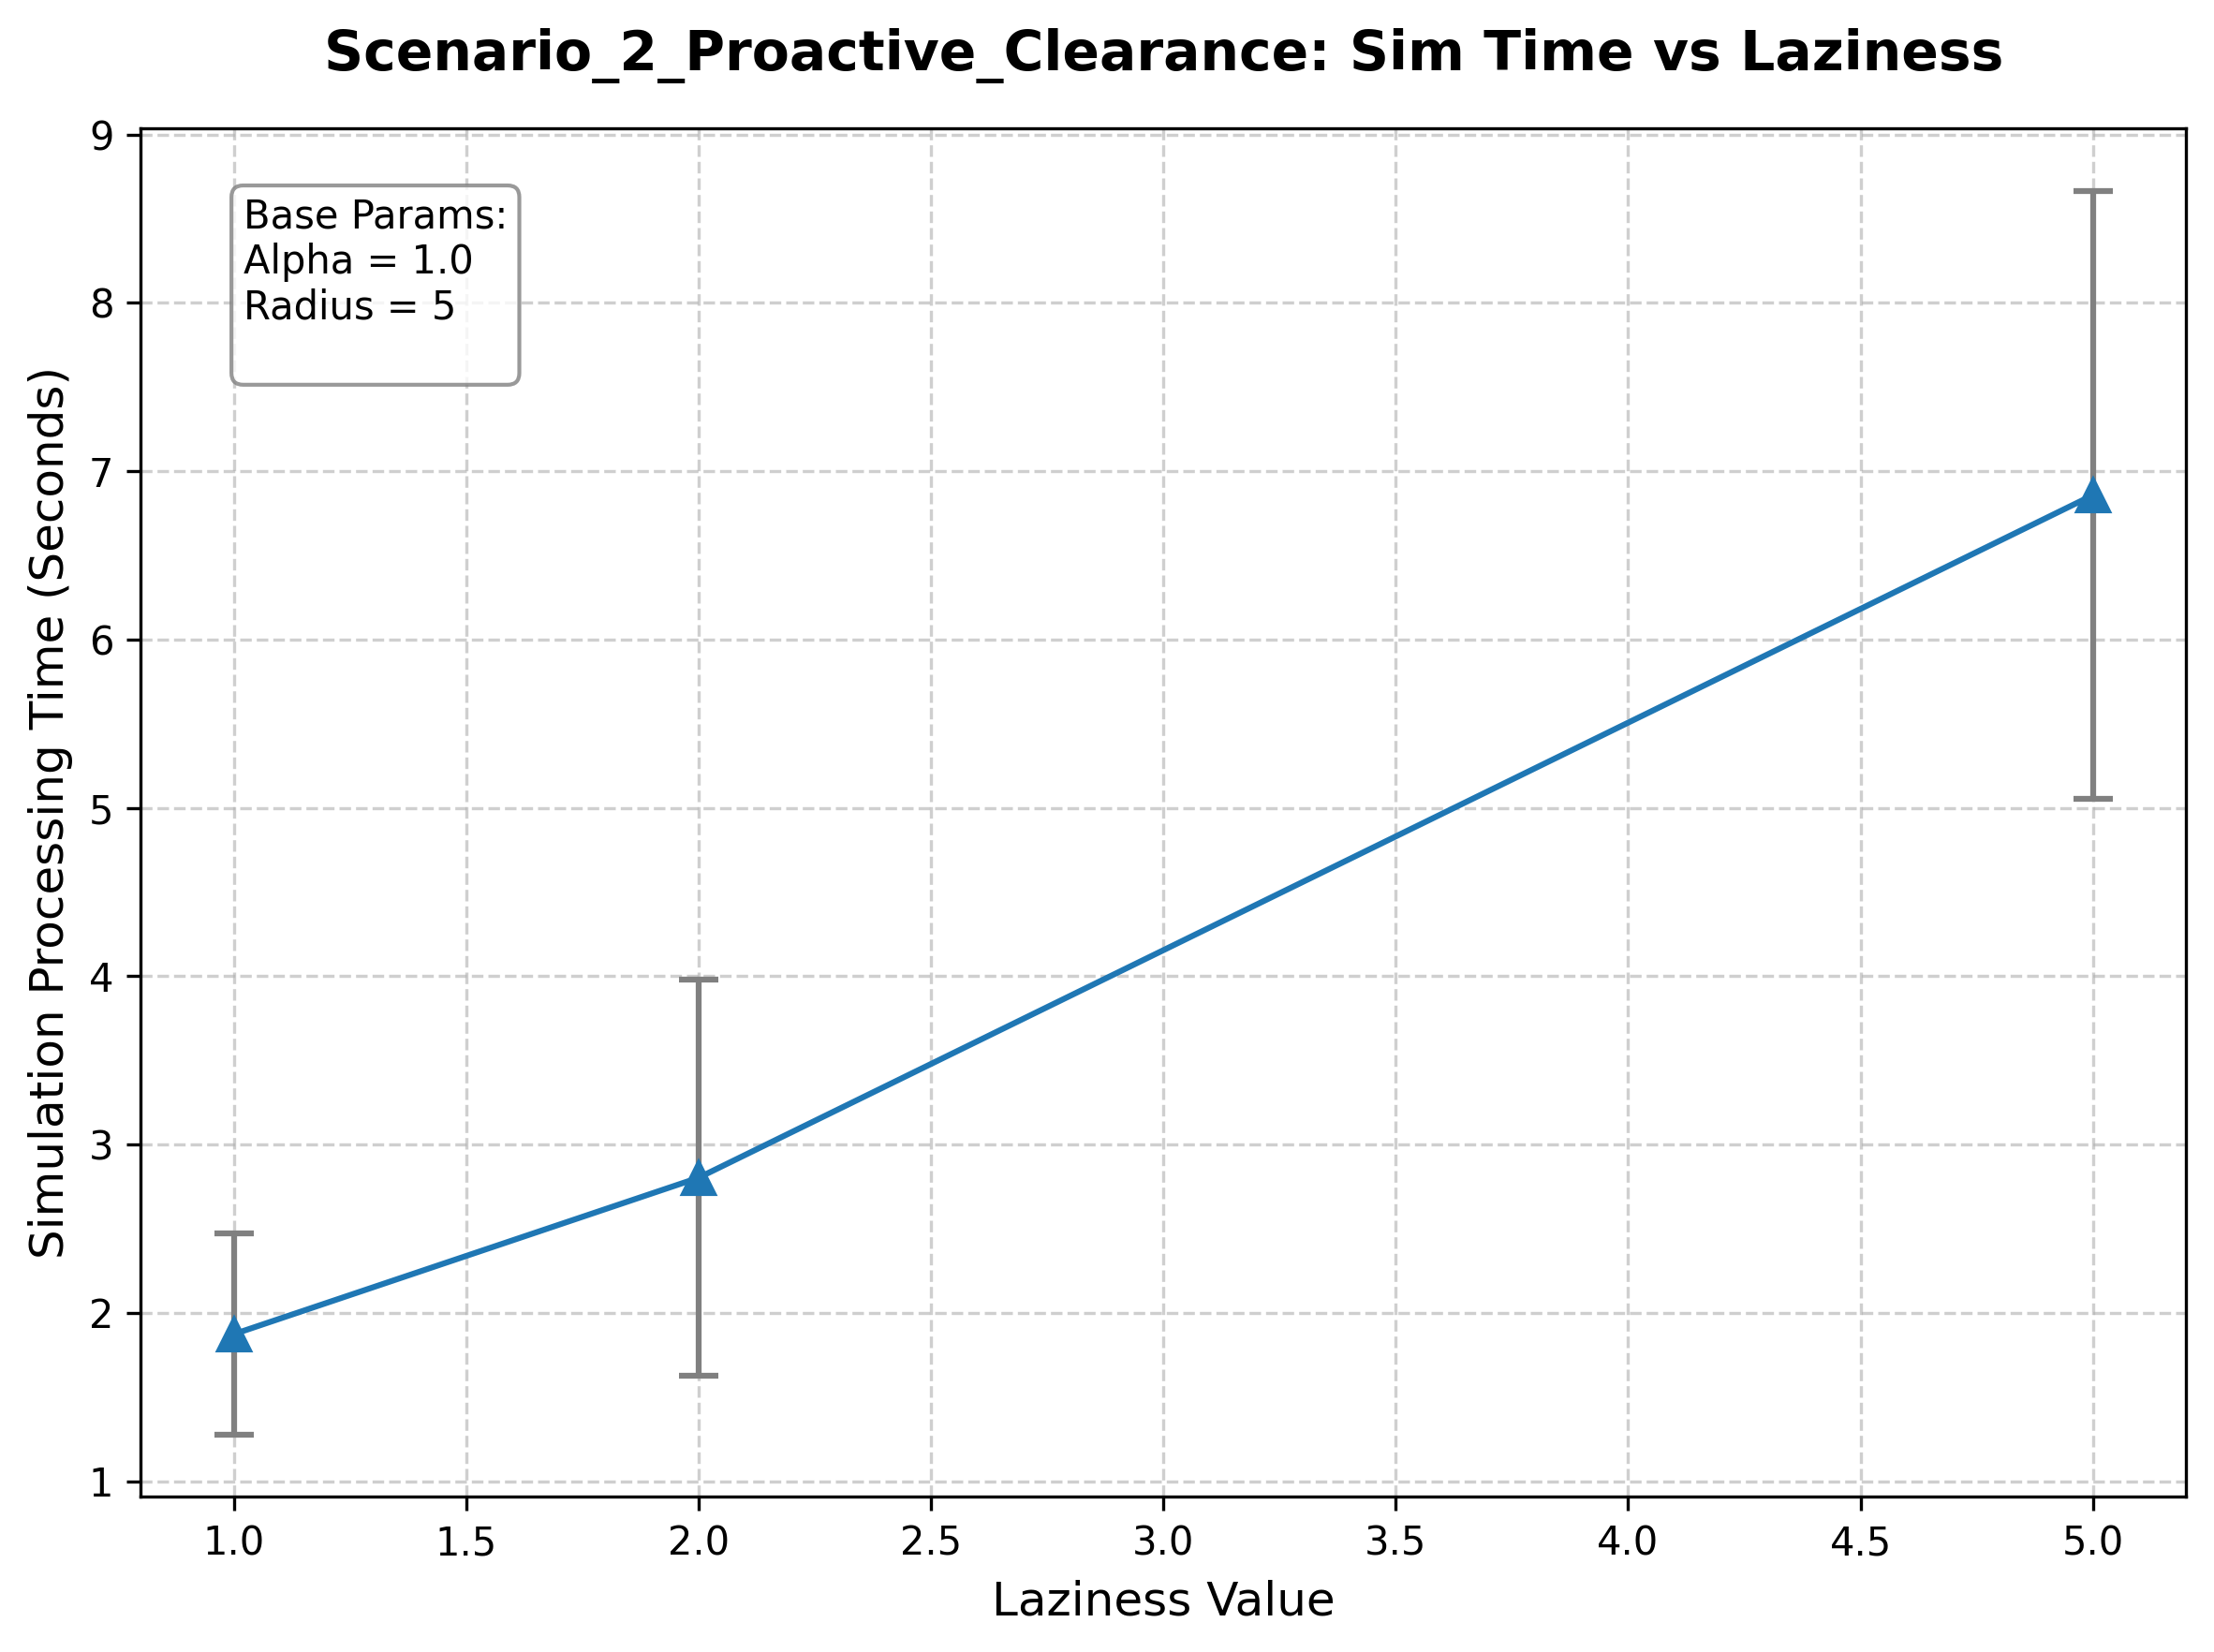 Scenario_2_Proactive_Clearance: Sim Time vs Laziness
Simulation Processing Time (Seconds)
9
8
7
6
5
4
3
2
1
Base Params:
Alpha = 1.0
Radius = 5
1.0 1.5 2.0 2.5 3.0 3.5 4.0 4.5 5.0
Laziness Value